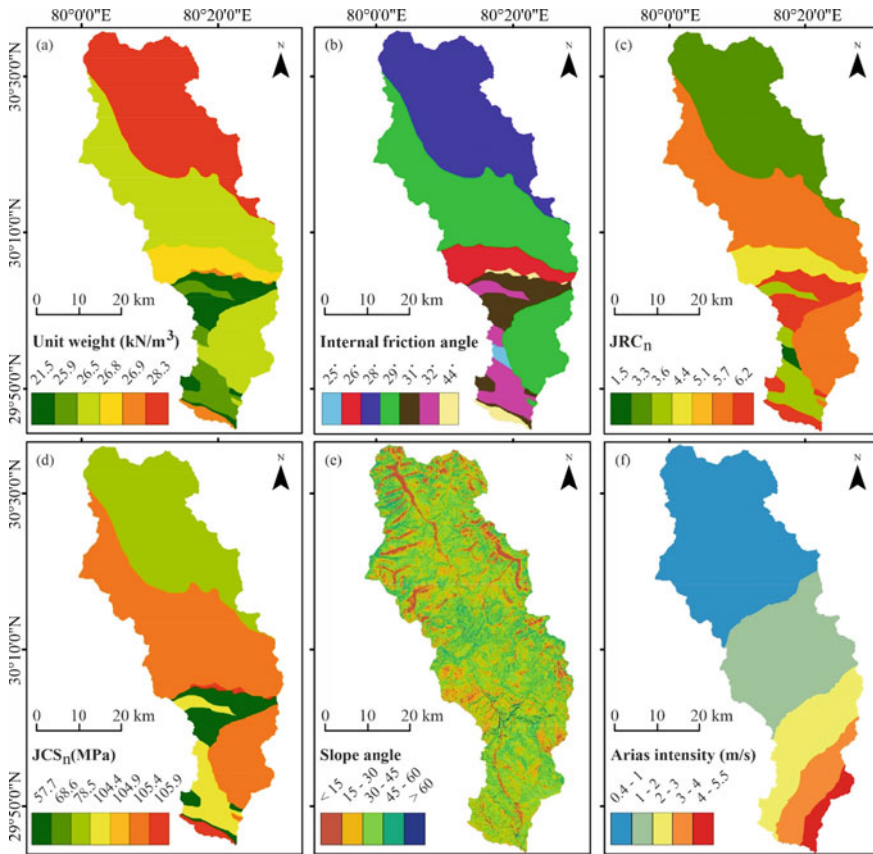 80°0'0"E 80°20'0"E 80°0'0"E 80°20'0"E 80°0'0"E 80°20'0"E
(a) N (b) N (c) N
30°30'0"N
30°10'0"N
29°50'0"N
0 10 20 km 0 10 20 km 0 10 20 km
Unit weight (kN/m³) Internal friction angle JRCn
21.5 25.9 26.5 26.8 26.9 28.3 25° 26° 28° 29° 31° 32° 44° 1.5 3.3 3.6 4.4 5.1 5.7 6.2
(d) N (e) N (f) N
30°30'0"N
30°10'0"N
29°50'0"N
0 10 20 km 0 10 20 km 0 10 20 km
JCSn(MPa) Slope angle Arias intensity (m/s)
57.7 68.6 78.5 104.4 104.9 105.4 105.9 < 15 15 - 30 30 - 45 45 - 60 > 60 0.4 - 1 1 - 2 2 - 3 3 - 4 4 - 5.5